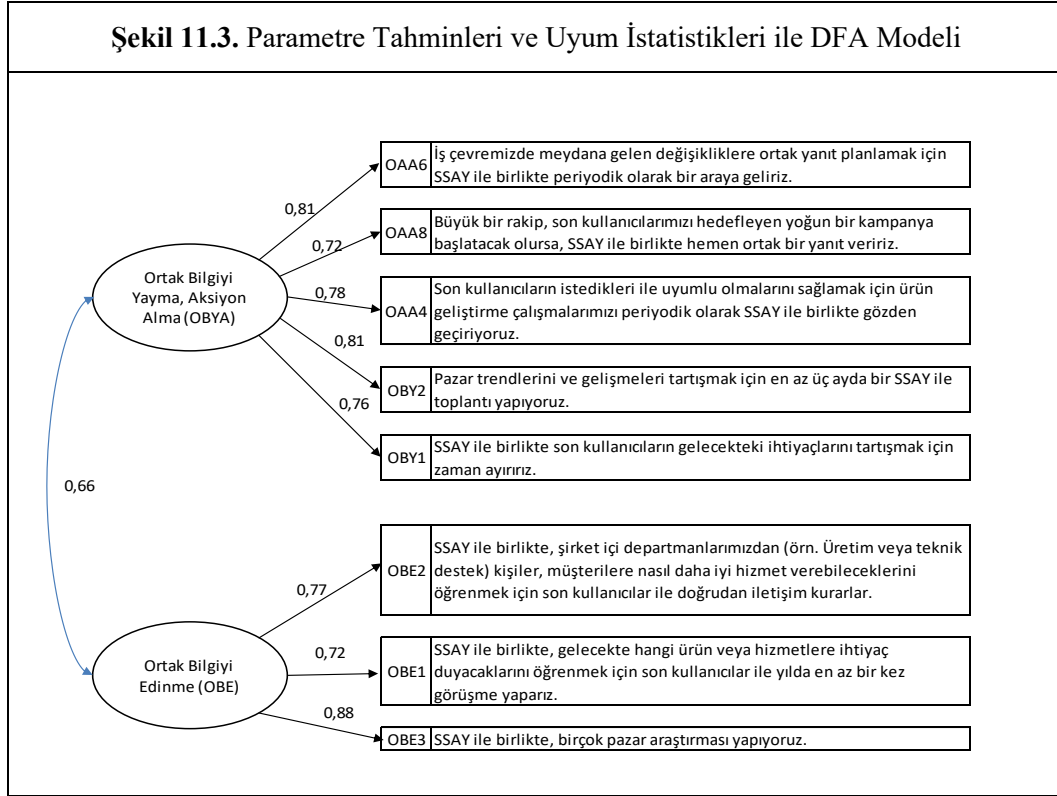 Şekil 11.3. Parametre Tahminleri ve Uyum İstatistikleri ile DFA Modeli
OAA6 İş çevremizde meydana gelen değişikliklere ortak yanıt planlamak için
SSAY ile birlikte periyodik olarak bir araya geliriz.
0,81
OAA8 Büyük bir rakip, son kullanıcılarımızı hedefleyen yoğun bir kampanya
başlatacak olursa, SSAY ile birlikte hemen ortak bir yanıt veririz.
0,72
Ortak Bilgiyi
Yayma, Aksiyon
Alma (OBYA)
0,78
OAA4 Son kullanıcıların istedikleri ile uyumlu olmalarını sağlamak için ürün
geliştirme çalışmalarımızı periyodik olarak SSAY ile birlikte gözden
geçiriyoruz.
0,81
OBY2 Pazar trendlerini ve gelişmeleri tartışmak için en az üç ayda bir SSAY ile
toplantı yapıyoruz.
0,76
OBY1 SSAY ile birlikte son kullanıcıların gelecekteki ihtiyaçlarını tartışmak için
zaman ayırırız.
0,66
OBE2 SSAY ile birlikte, şirket içi departmanlarımızdan (örn. Üretim veya teknik
destek) kişiler, müşterilere nasıl daha iyi hizmet verebileceklerini
öğrenmek için son kullanıcılar ile doğrudan iletişim kurarlar.
0,77
Ortak Bilgiyi
Edinme (OBE)
0,72
OBE1 SSAY ile birlikte, gelecekte hangi ürün veya hizmetlere ihtiyaç
duyacaklarını öğrenmek için son kullanıcılar ile yılda en az bir kez
görüşme yaparız.
0,88
OBE3 SSAY ile birlikte, birçok pazar araştırması yapıyoruz.